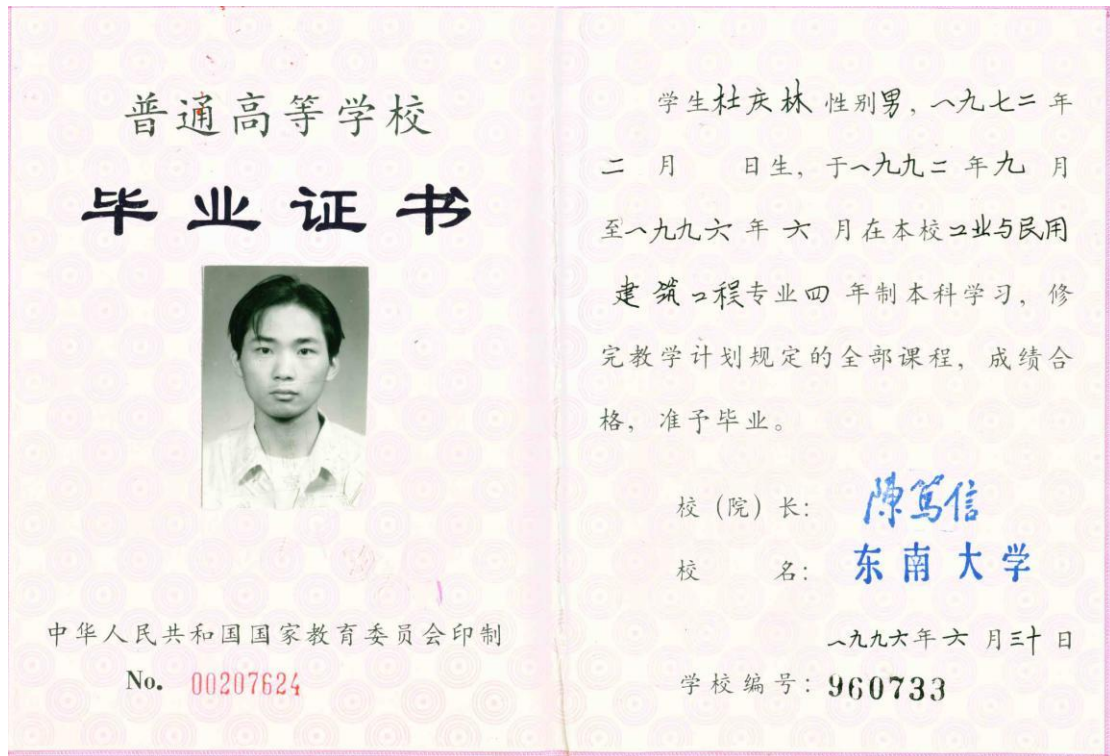 普通高等学校
毕业证书
中华人民共和国国家教育委员会印制
No. 00207624
学生杜庆林 性别男，一九七二 年
二 月 日生，于一九九二 年九 月
至一九九六 年 六 月在本校工业与民用
建筑工程专业四 年制本科学习，修
完教学计划规定的全部课程，成绩合
格，准予毕业。
校（院）长： 陳笃信
校 名： 东南大学
一九九六年六 月三十 日
学校编号：960733